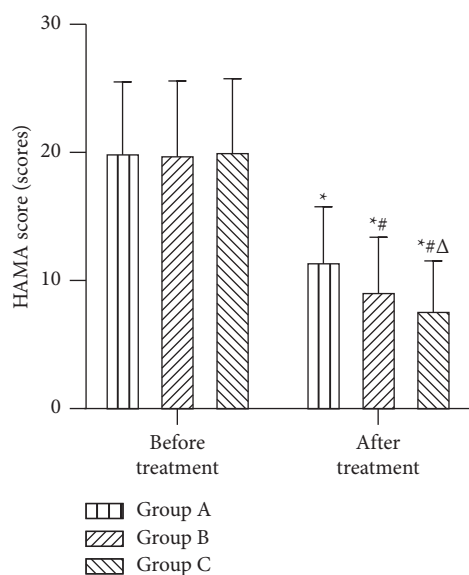 30
20
10
0
HAMA score (scores)
*
*#
*#Δ
Before
treatment
After
treatment
Group A
Group B
Group C